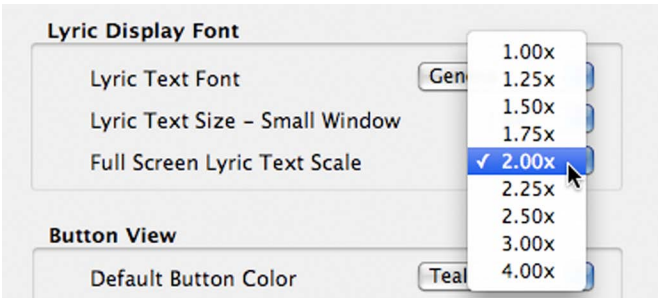 Lyric Display Font
Lyric Text Font
Lyric Text Size – Small Window
Full Screen Lyric Text Scale
1.00x
1.25x
1.50x
1.75x
✓ 2.00x
2.25x
2.50x
3.00x
4.00x
Button View
Default Button Color
Teal